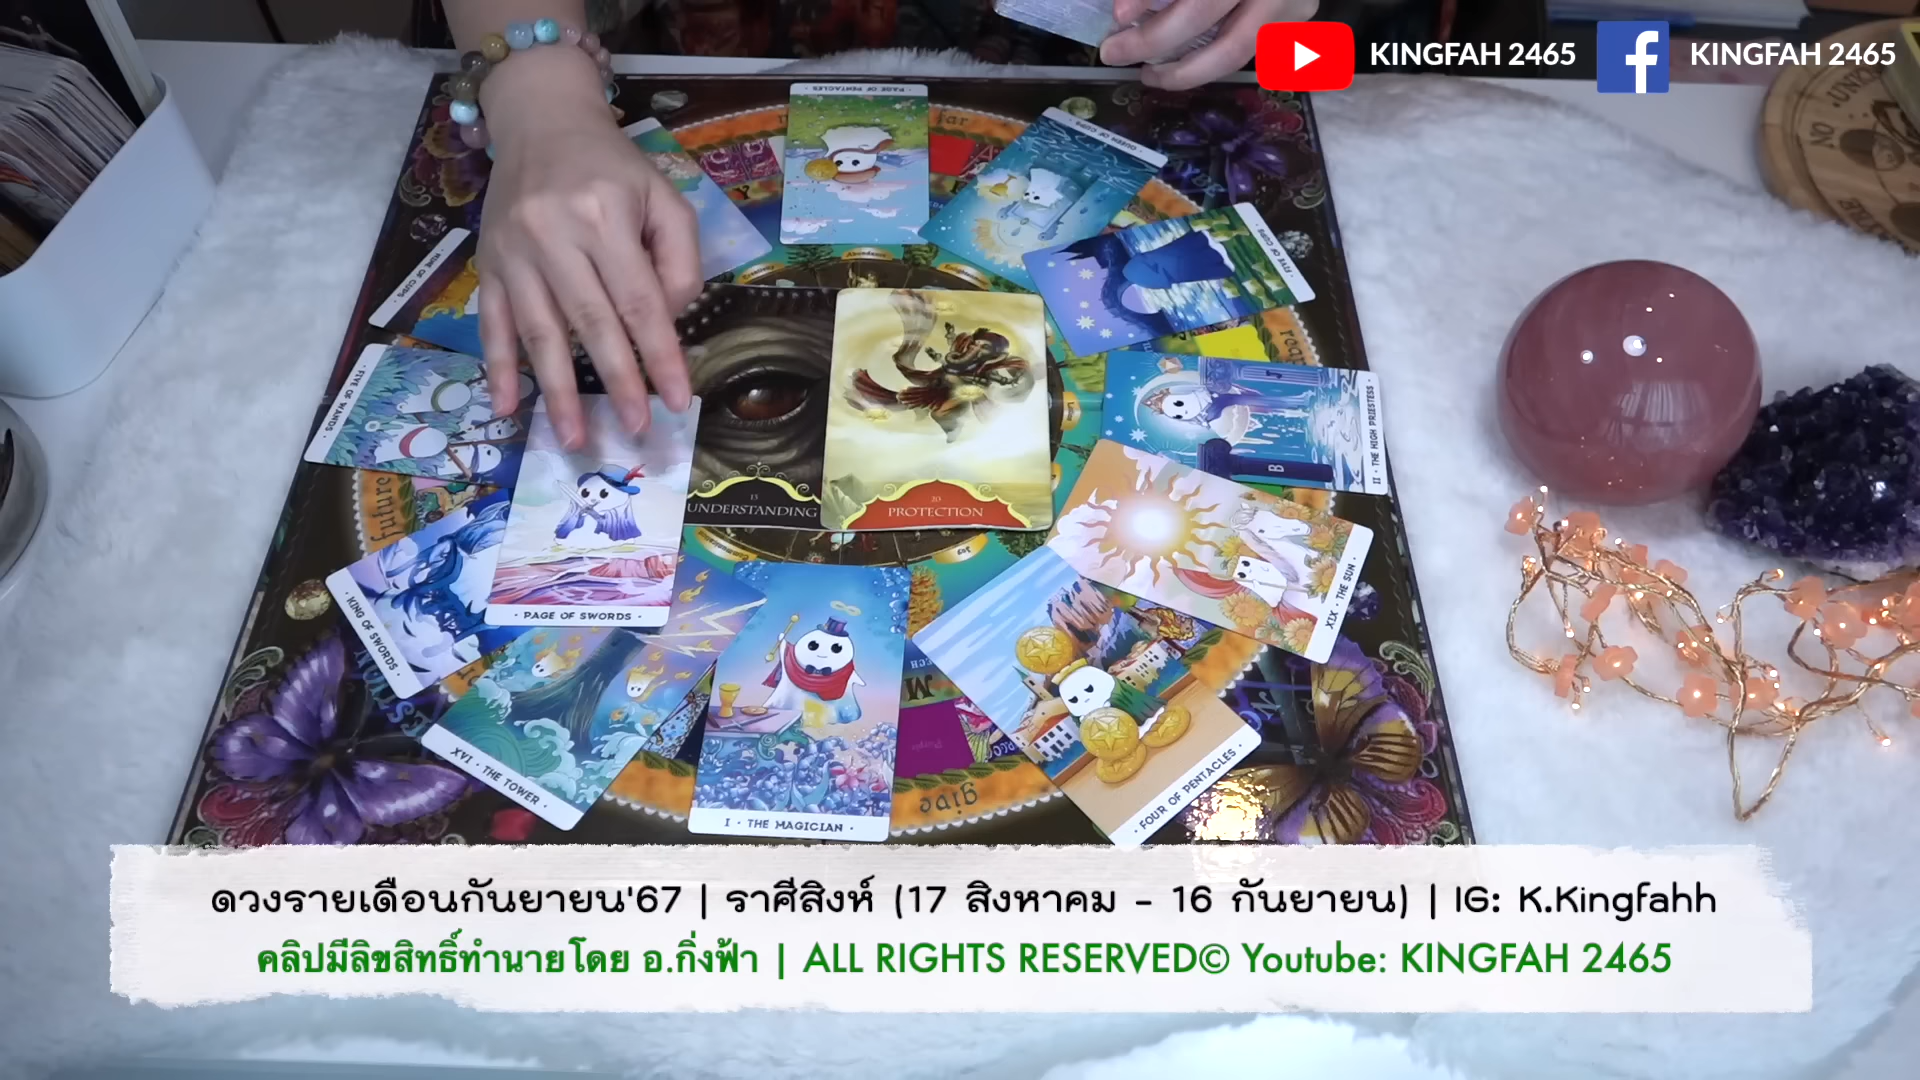 KINGFAH 2465
KINGFAH 2465
PAGE OF PENTACLES
QUEEN OF CUPS
FIVE OF CUPS
NINE OF CUPS
FIVE OF WANDS
II · THE HIGH PRIESTESS ·
J
B
15
UNDERSTANDING
20
PROTECTION
future
XIX · THE SUN ·
· KING OF SWORDS ·
· PAGE OF SWORDS ·
XVI · THE TOWER ·
I · THE MAGICIAN ·
· FOUR OF PENTACLES ·
give
NO
ดวงรายเดือนกันยายน'67 | ราศีสิงห์ (17 สิงหาคม - 16 กันยายน) | IG: K.Kingfahh
คลิปมีลิขสิทธิ์ทำนายโดย อ.กิ่งฟ้า | ALL RIGHTS RESERVED© Youtube: KINGFAH 2465